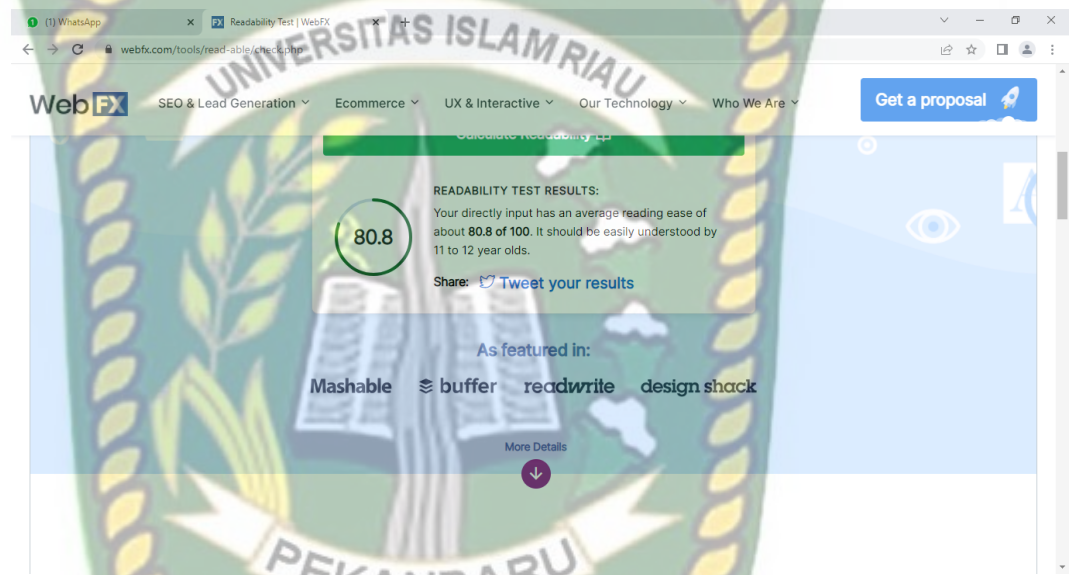 (1) WhatsApp
Readability Test | WebFX
webfx.com/tools/read-able/check.php
UNIVERSITAS ISLAM RIAU
WebFX
SEO & Lead Generation
Ecommerce
UX & Interactive
Our Technology
Who We Are
Get a proposal
Calculate Readability
READABILITY TEST RESULTS:
80.8
Your directly input has an average reading ease of
about 80.8 of 100. It should be easily understood by
11 to 12 year olds.
Share: Tweet your results
As featured in:
Mashable buffer readwrite design shack
More Details
PEKANBARU